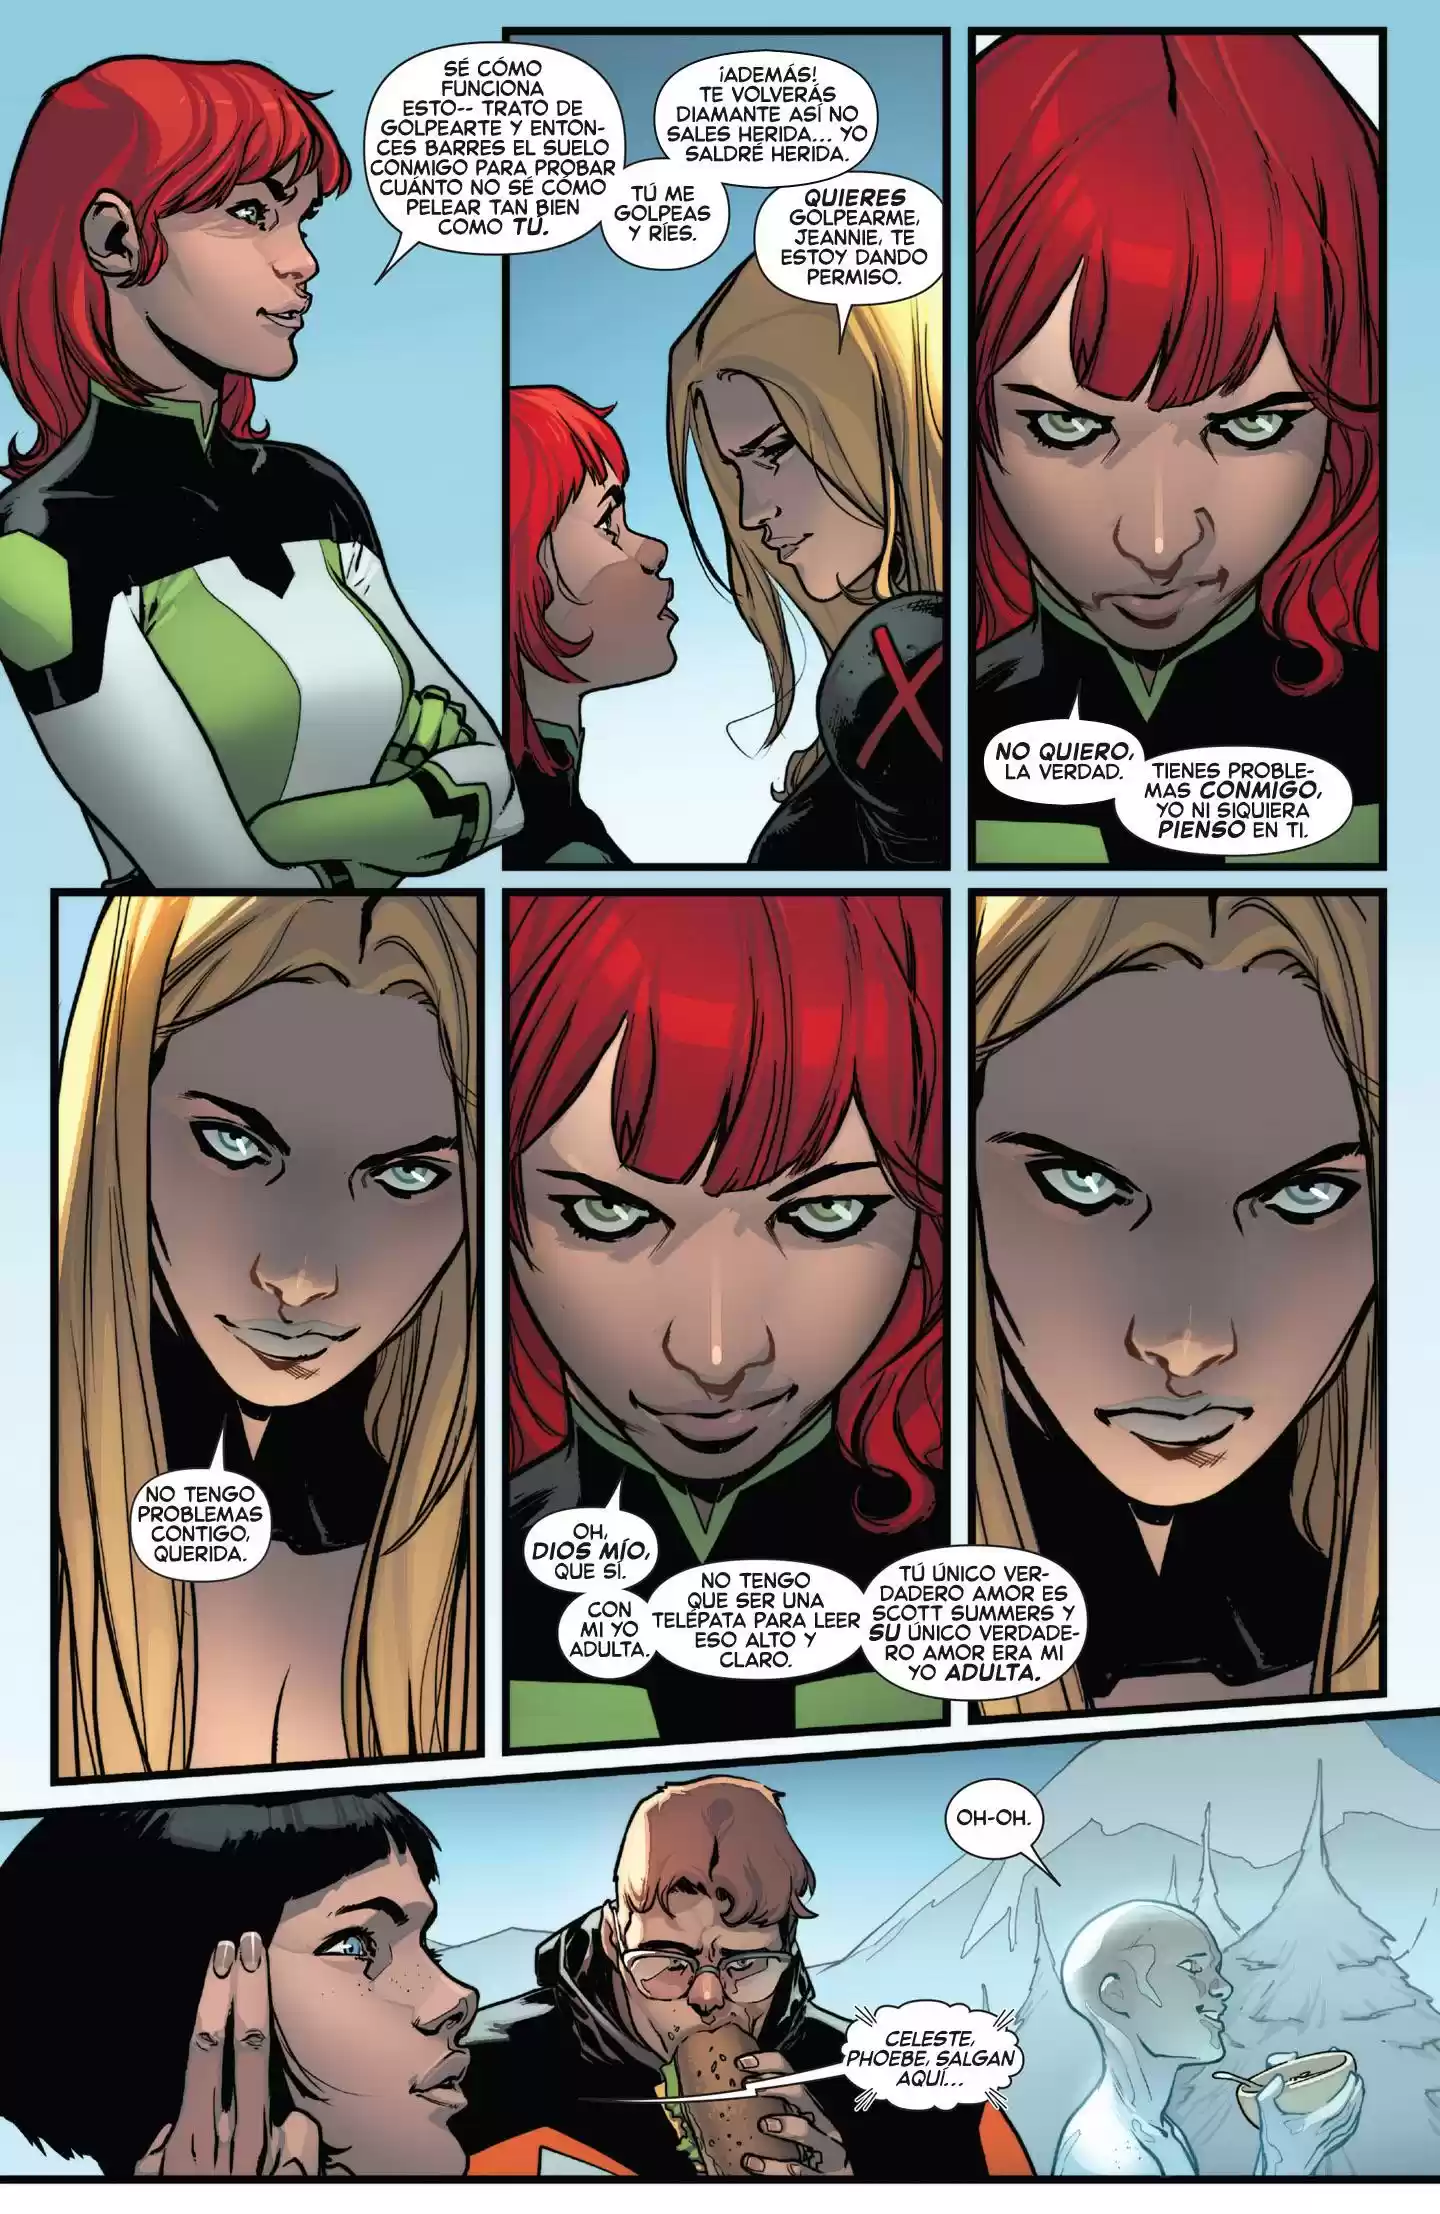 SÉ CÓMO
FUNCIONA
ESTO-- TRATO DE
GOLPEARTE Y ENTON-
CES BARRES EL SUELO
CONMIGO PARA PROBAR
CUÁNTO NO SÉ CÓMO
PELEAR TAN BIEN
COMO TÚ.
¡ADEMÁS!
TE VOLVERÁS
DIAMANTE ASÍ NO
SALES HERIDA... YO
SALDRÉ HERIDA.
TÚ ME
GOLPEAS
Y RÍES.
QUIERES
GOLPEARME,
JEANNIE, TE
ESTOY DANDO
PERMISO.
X
NO QUIERO,
LA VERDAD.
TIENES PROBLE-
MAS CONMIGO,
YO NI SIQUIERA
PIENSO EN TI.
NO TENGO
PROBLEMAS
CONTIGO,
QUERIDA.
OH,
DIOS MÍO,
QUE SÍ.
CON
MI YO
ADULTA.
NO TENGO
QUE SER UNA
TELÉPATA PARA LEER
ESO ALTO Y
CLARO.
TÚ ÚNICO VER-
DADERO AMOR ES
SCOTT SUMMERS Y
SU ÚNICO VERDADE-
RO AMOR ERA MI
YO ADULTA.
OH-OH.
CELESTE,
PHOEBE, SALGAN
AQUÍ...